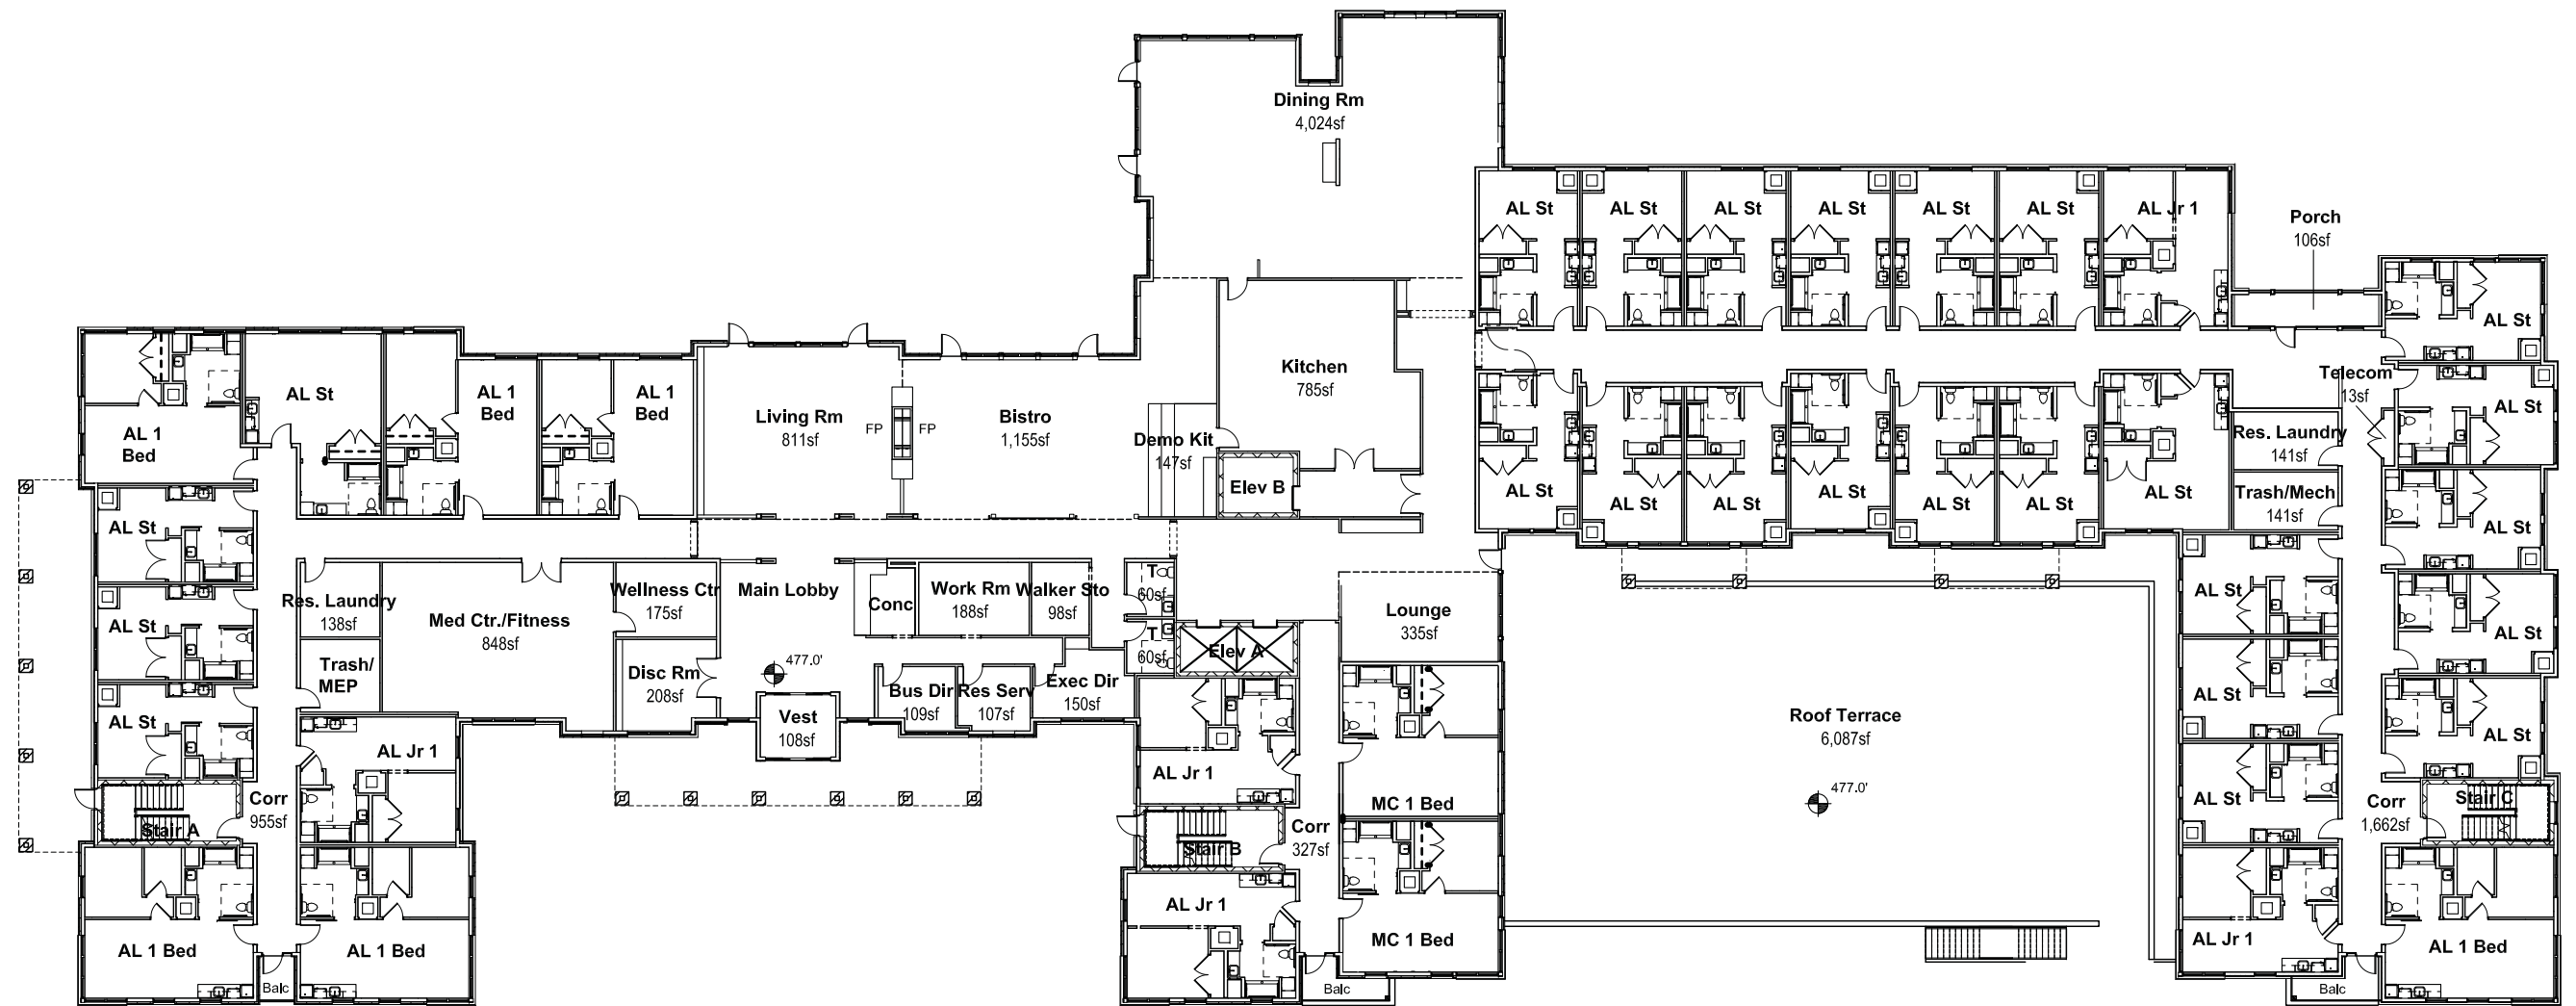 Dining Rm
4,024sf
AL St
AL St
AL St
AL St
AL St
AL St
AL Jr 1
Porch
106sf
AL St
Telecom
13sf
AL St
AL 1
Bed
AL St
AL 1
Bed
AL 1
Bed
Living Rm
811sf
FP
FP
Bistro
1,155sf
Demo Kit
147sf
Kitchen
785sf
Elev B
AL St
AL St
AL St
AL St
AL St
AL St
AL St
Res. Laundry
141sf
Trash/Mech
141sf
AL St
AL St
AL St
AL St
Res. Laundry
138sf
Trash/
MEP
Med Ctr./Fitness
848sf
Wellness Ctr
175sf
Disc Rm
208sf
Main Lobby
477.0'
Vest
108sf
Conc
Work Rm
188sf
Walker Sto
98sf
Bus Dir
109sf
Res Serv
107sf
Exec Dir
150sf
T
60sf
T
60sf
Elev A
Lounge
335sf
Roof Terrace
6,087sf
477.0'
AL St
AL St
AL St
AL St
AL St
AL Jr 1
Corr
955sf
Stair A
AL 1 Bed
AL 1 Bed
Balc
AL Jr 1
MC 1 Bed
Corr
327sf
Stair B
AL Jr 1
MC 1 Bed
Balc
Corr
1,662sf
Stair C
AL Jr 1
AL 1 Bed
Balc